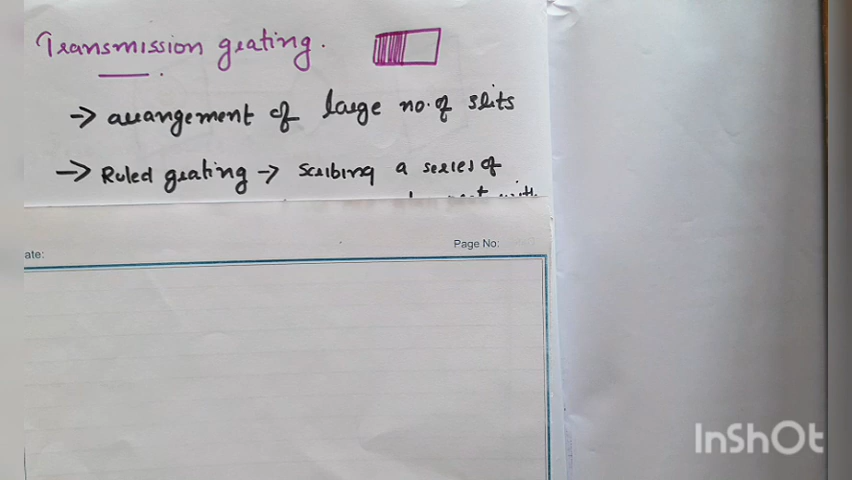 Transmission grating.
→ arrangement of large no. of slits
→ Ruled grating → scribing a series of
ate:
Page No:
InShOt